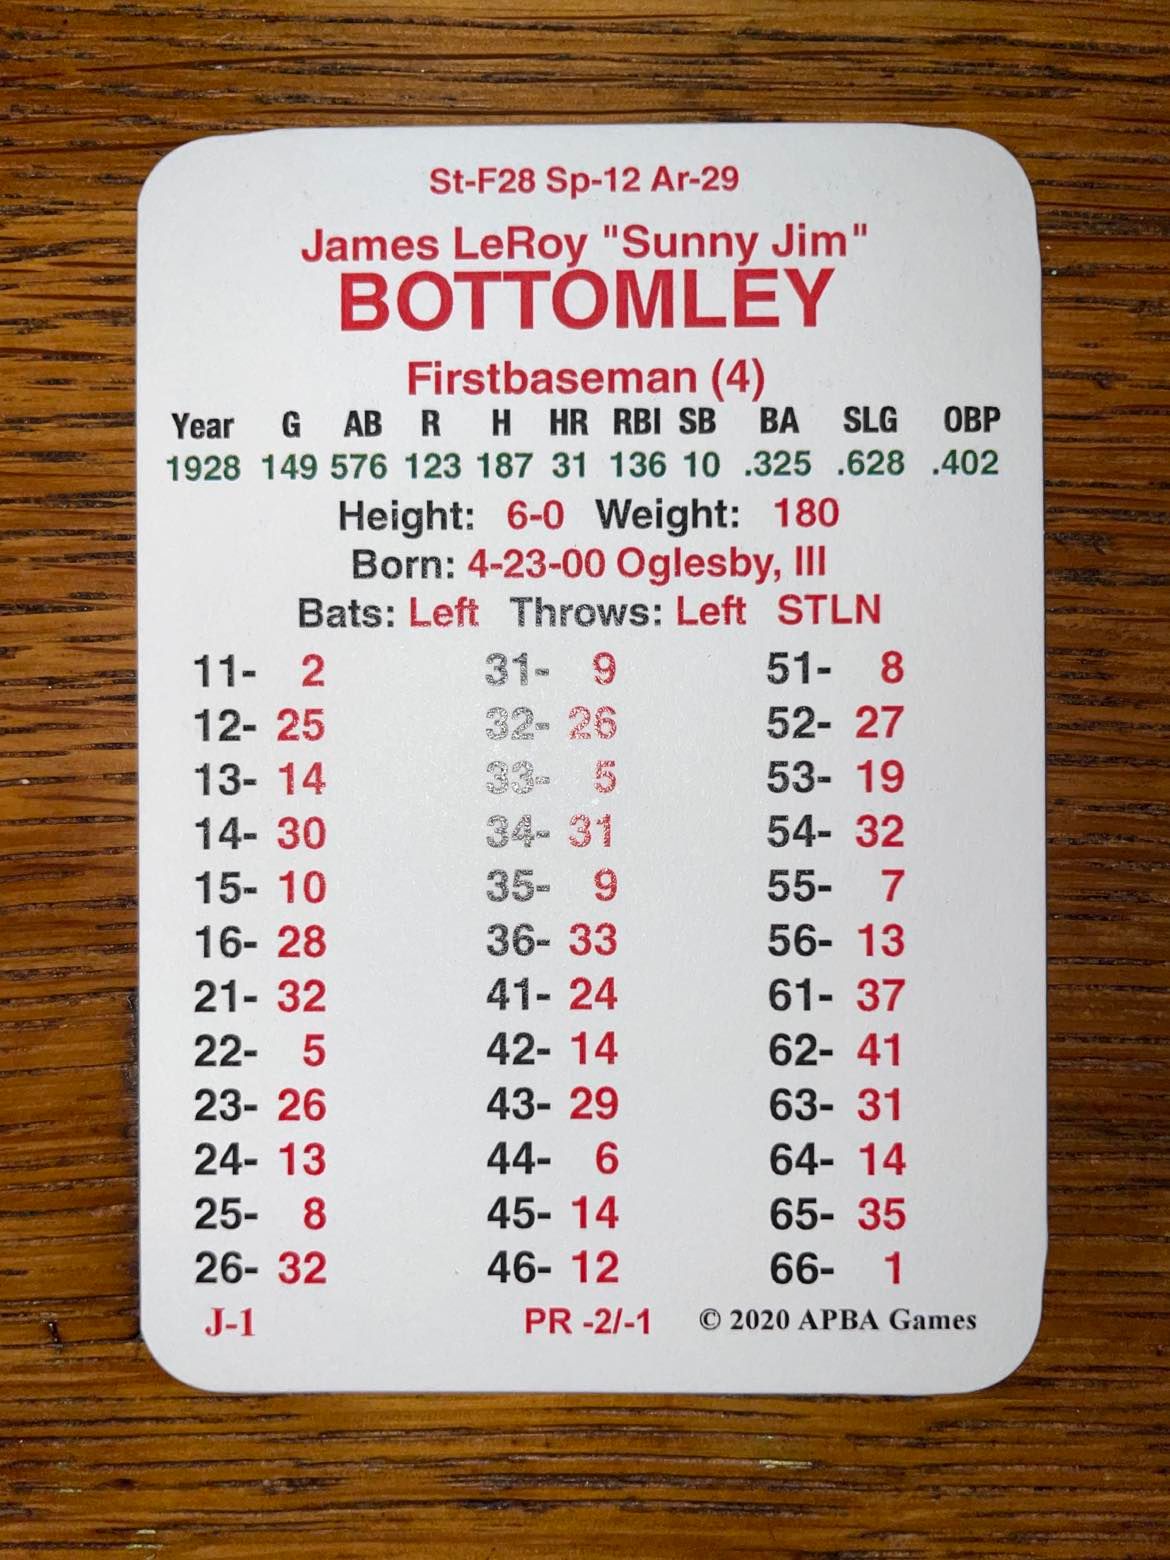 St-F28 Sp-12 Ar-29
James LeRoy "Sunny Jim"
BOTTOMLEY
Firstbaseman (4)
Year G AB R H HR RBI SB BA SLG OBP
1928 149 576 123 187 31 136 10 .325 .628 .402
Height: 6-0 Weight: 180
Born: 4-23-00 Oglesby, Ill
Bats: Left Throws: Left STLN
11- 2 31- 9 51- 8
12- 25 32- 26 52- 27
13- 14 33- 5 53- 19
14- 30 34- 31 54- 32
15- 10 35- 9 55- 7
16- 28 36- 33 56- 13
21- 32 41- 24 61- 37
22- 5 42- 14 62- 41
23- 26 43- 29 63- 31
24- 13 44- 6 64- 14
25- 8 45- 14 65- 35
26- 32 46- 12 66- 1
J-1 PR -2/-1 © 2020 APBA Games